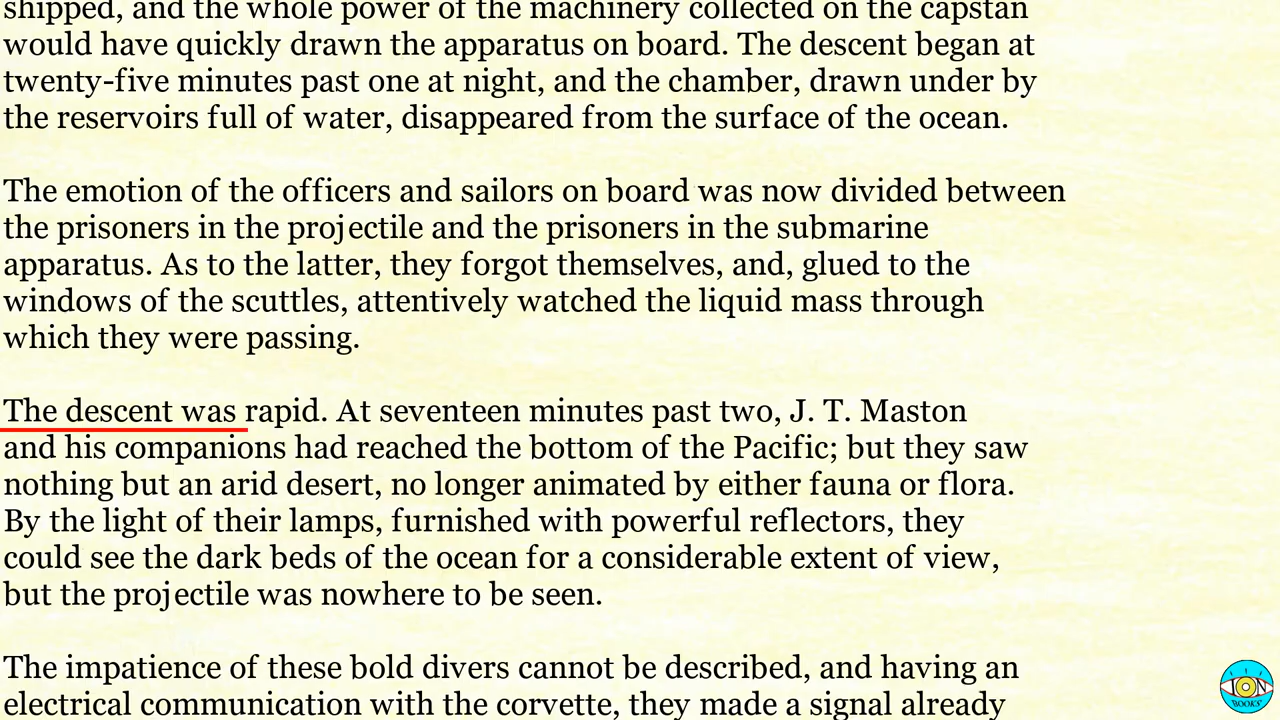 shipped, and the whole power of the machinery collected on the capstan
would have quickly drawn the apparatus on board. The descent began at
twenty-five minutes past one at night, and the chamber, drawn under by
the reservoirs full of water, disappeared from the surface of the ocean.
The emotion of the officers and sailors on board was now divided between
the prisoners in the projectile and the prisoners in the submarine
apparatus. As to the latter, they forgot themselves, and, glued to the
windows of the scuttles, attentively watched the liquid mass through
which they were passing.
The descent was rapid. At seventeen minutes past two, J. T. Maston
and his companions had reached the bottom of the Pacific; but they saw
nothing but an arid desert, no longer animated by either fauna or flora.
By the light of their lamps, furnished with powerful reflectors, they
could see the dark beds of the ocean for a considerable extent of view,
but the projectile was nowhere to be seen.
The impatience of these bold divers cannot be described, and having an
electrical communication with the corvette, they made a signal already
ION
BOOKS